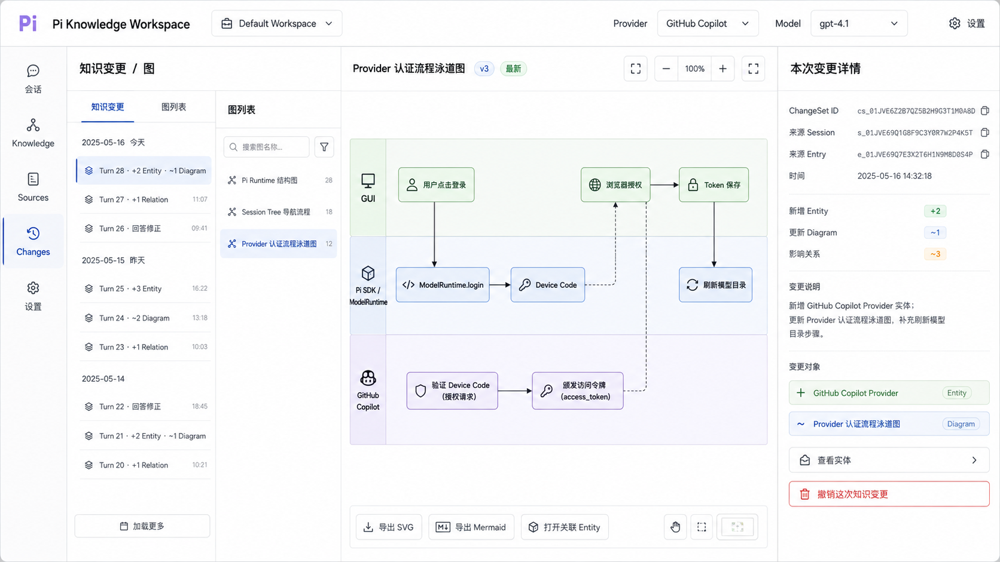 Pi Pi Knowledge Workspace Default Workspace Provider GitHub Copilot Model gpt-4.1 设置
会话
Knowledge
Sources
Changes
设置
知识变更 / 图
知识变更 图列表
2025-05-16 今天
Turn 28 · +2 Entity · ~1 Diagram
Turn 27 · +1 Relation 11:07
Turn 26 · 回答修正 09:41
2025-05-15 昨天
Turn 25 · +3 Entity 16:22
Turn 24 · ~2 Diagram 13:18
Turn 23 · +1 Relation 10:03
2025-05-14
Turn 22 · 回答修正 18:45
Turn 21 · +2 Entity · ~1 Diagram
Turn 20 · +1 Relation 10:21
加载更多
图列表
搜索图名称...
Pi Runtime 结构图 28
Session Tree 导航流程 18
Provider 认证流程泳道图 12
Provider 认证流程泳道图 v3 最新 100%
GUI
用户点击登录
浏览器授权
Token 保存
Pi SDK /
ModelRuntime
</> ModelRuntime.login
Device Code
刷新模型目录
GitHub
Copilot
验证 Device Code
(授权请求)
颁发访问令牌
(access_token)
导出 SVG
M↓ 导出 Mermaid
打开关联 Entity
本次变更详情
ChangeSet ID cs_01JVE6Z2B7QZ5B2H9G3T1M0A8D
来源 Session s_01JVE69Q1G8F9C3Y0R7W2P4K5T
来源 Entry e_01JVE69Q7E3X2T6H1N9M8D0S4P
时间 2025-05-16 14:32:18
新增 Entity +2
更新 Diagram ~1
影响关系 ~3
变更说明
新增 GitHub Copilot Provider 实体；
更新 Provider 认证流程泳道图，补充刷新模型
目录步骤。
变更对象
+ GitHub Copilot Provider Entity
~ Provider 认证流程泳道图 Diagram
查看实体
撤销这次知识变更